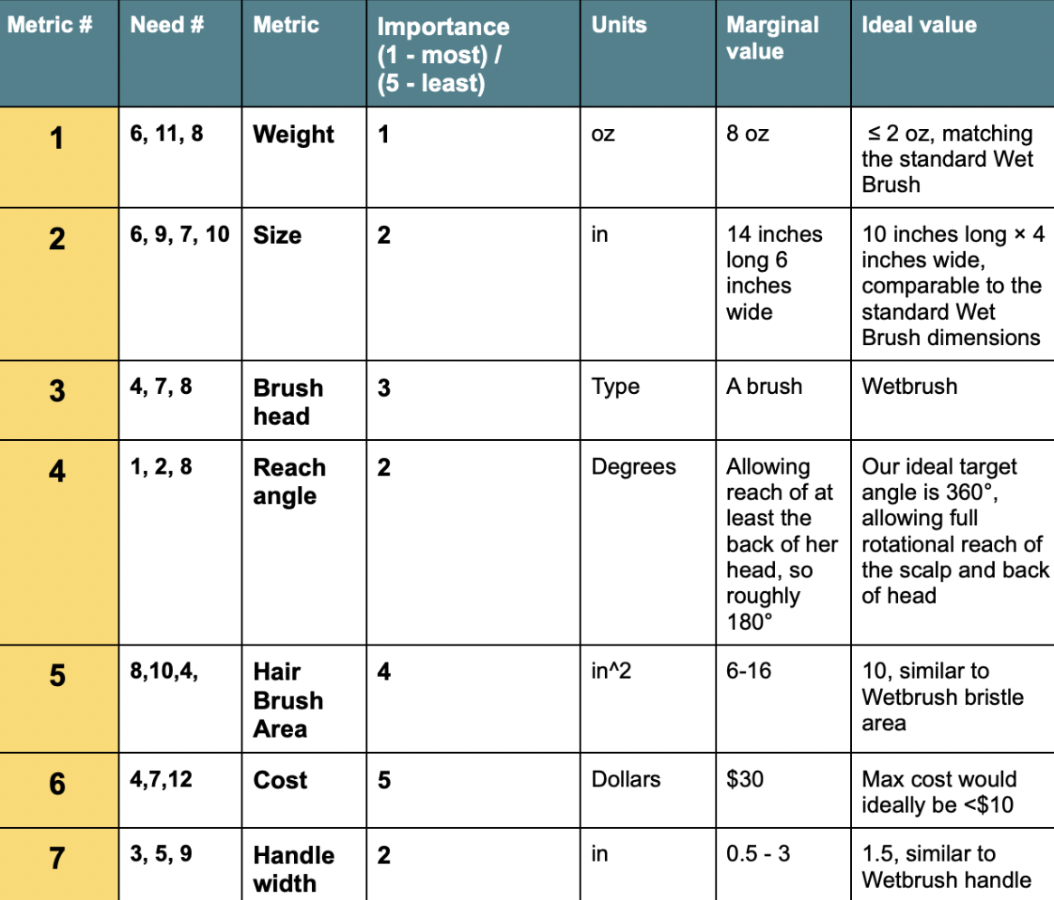 Metric # Need # Metric Importance (1 - most) / (5 - least) Units Marginal value Ideal value
1 6, 11, 8 Weight 1 oz 8 oz ≤ 2 oz, matching the standard Wet Brush
2 6, 9, 7, 10 Size 2 in 14 inches long 6 inches wide 10 inches long × 4 inches wide, comparable to the standard Wet Brush dimensions
3 4, 7, 8 Brush head 3 Type A brush Wetbrush
4 1, 2, 8 Reach angle 2 Degrees Allowing reach of at least the back of her head, so roughly 180° Our ideal target angle is 360°, allowing full rotational reach of the scalp and back of head
5 8,10,4, Hair Brush Area 4 in^2 6-16 10, similar to Wetbrush bristle area
6 4,7,12 Cost 5 Dollars $30 Max cost would ideally be <$10
7 3, 5, 9 Handle width 2 in 0.5 - 3 1.5, similar to Wetbrush handle